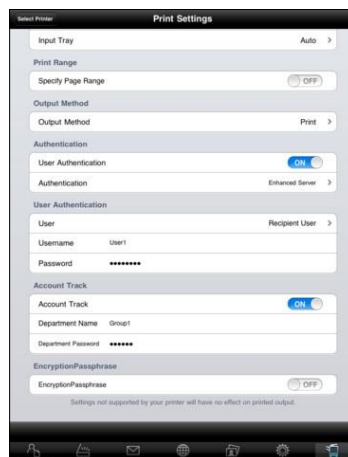 Select Printer Print Settings
Input Tray Auto >
Print Range
Specify Page Range OFF
Output Method
Output Method Print >
Authentication
User Authentication ON
Authentication Enhanced Server >
User Authentication
User Recipient User >
Username User1
Password ••••••••
Account Track
Account Track ON
Department Name Group1
Department Password ••••••
EncryptionPassphrase
EncryptionPassphrase OFF
Settings not supported by your printer will have no effect on printed output.